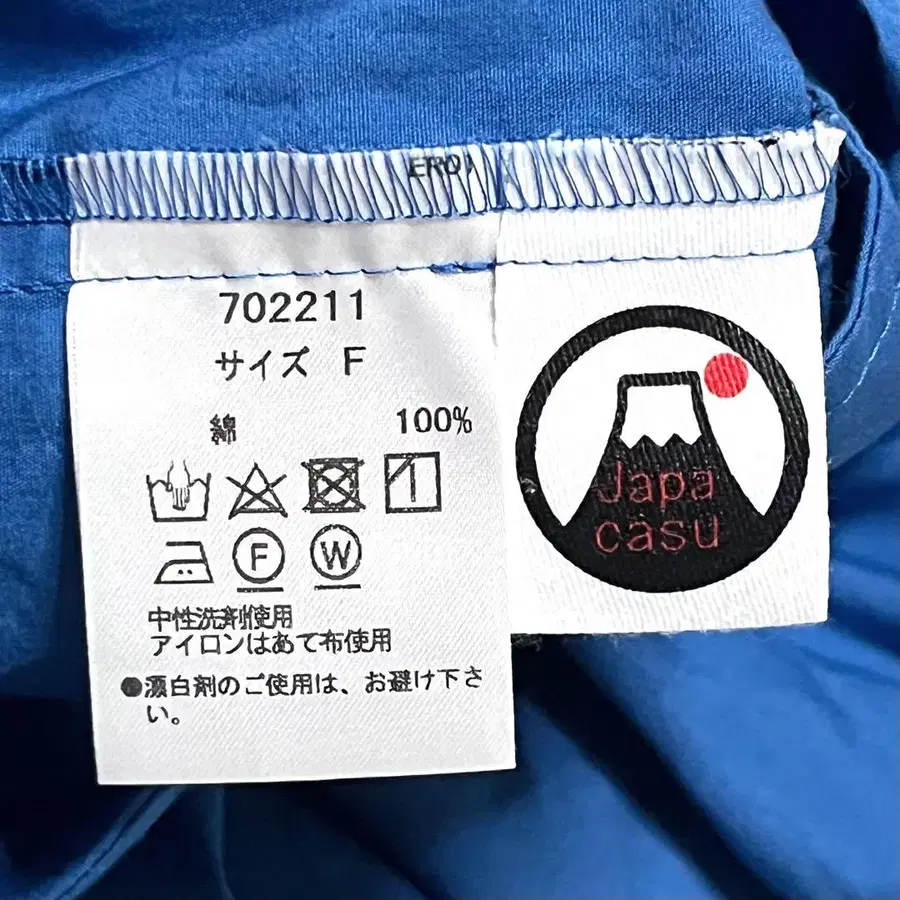 ERO
702211
サイズ F
綿 100%
F W
中性洗剤使用
アイロンはあて布使用
●漂白剤のご使用は、お避け下さ
い。
Japa
casu